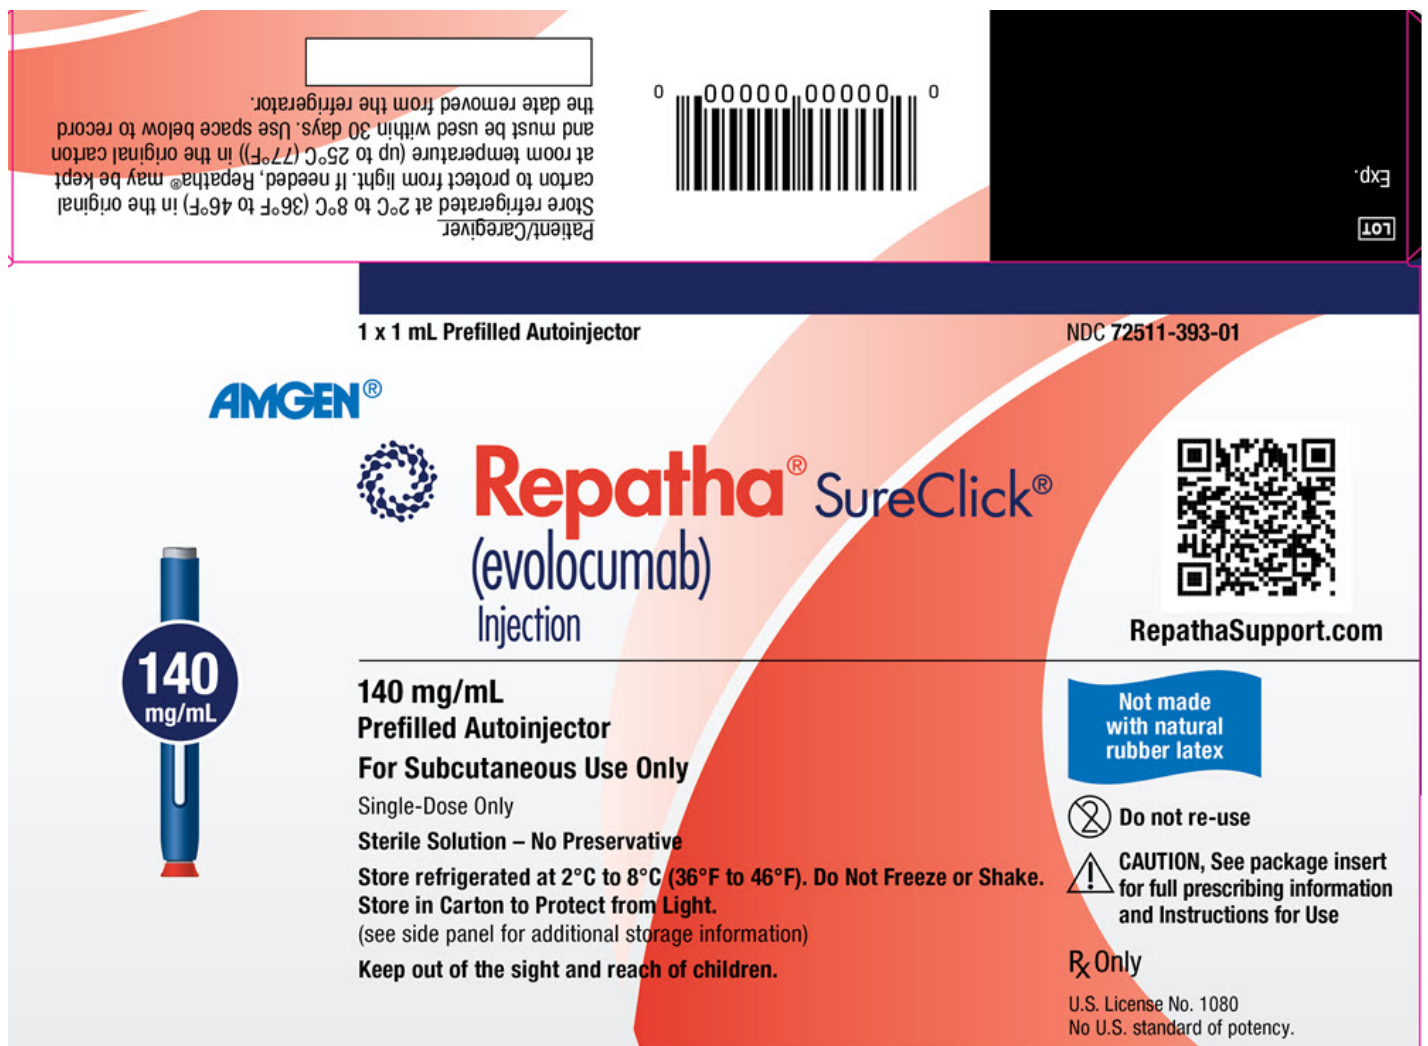 Patient/Caregiver
Store refrigerated at 2°C to 8°C (36°F to 46°F) in the original
carton to protect from light. If needed, Repatha® may be kept
at room temperature (up to 25°C (77°F)) in the original carton
and must be used within 30 days. Use space below to record
the date removed from the refrigerator.
0 00000 00000 0
LOT
Exp.
1 x 1 mL Prefilled Autoinjector
NDC 72511-393-01
AMGEN®
Repatha® SureClick®
(evolocumab)
Injection
RepathaSupport.com
140
mg/mL
140 mg/mL
Prefilled Autoinjector
For Subcutaneous Use Only
Single-Dose Only
Sterile Solution – No Preservative
Store refrigerated at 2°C to 8°C (36°F to 46°F). Do Not Freeze or Shake.
Store in Carton to Protect from Light.
(see side panel for additional storage information)
Keep out of the sight and reach of children.
Not made
with natural
rubber latex
2
Do not re-use
CAUTION, See package insert
for full prescribing information
and Instructions for Use
Rx Only
U.S. License No. 1080
No U.S. standard of potency.